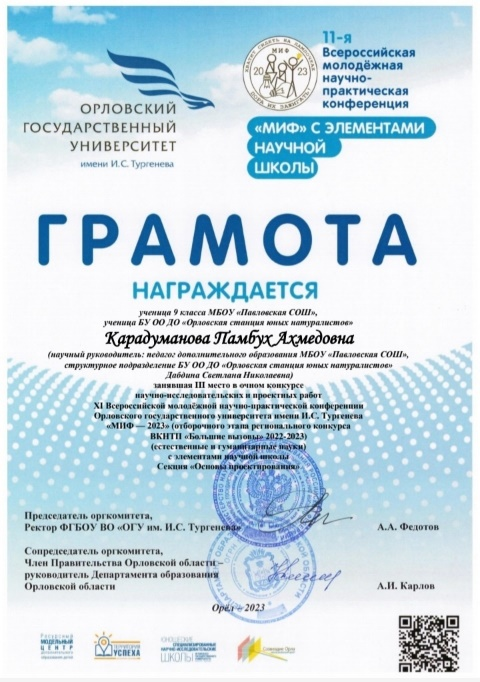 ОРЛОВСКИЙ
ГОСУДАРСТВЕННЫЙ
УНИВЕРСИТЕТ
имени И.С. Тургенева
МИФ
20 23
11-я
Всероссийская
молодёжная
научно-
практическая
конференция
«МИФ» С ЭЛЕМЕНТАМИ
НАУЧНОЙ
ШКОЛЫ
ГРАМОТА
НАГРАЖДАЕТСЯ
ученица 9 класса МБОУ «Павловская СОШ»,
ученица БУ ОО ДО «Орловская станция юных натуралистов»
Карадуманова Памбух Ахмедовна
(научный руководитель: педагог дополнительного образования МБОУ «Павловская СОШ»,
структурное подразделение БУ ОО ДО «Орловская станция юных натуралистов»
Давдина Светлана Николаевна)
занявшая III место в очном конкурсе
научно-исследовательских и проектных работ
XI Всероссийской молодёжной научно-практической конференции
Орловского государственного университета имени И.С. Тургенева
«МИФ — 2023» (отборочного этапа регионального конкурса
ВКНТП «Большие вызовы» 2022-2023)
(естественные и гуманитарные науки)
с элементами научной школы
Секция «Основы проектирования»
Председатель оргкомитета,
Ректор ФГБОУ ВО «ОГУ им. И.С. Тургенева»
А.А. Федотов
Сопредседатель оргкомитета,
Член Правительства Орловской области –
руководитель Департамента образования
Орловской области
А.И. Карлов
Орёл – 2023
МОДЕЛЬНЫЙ
ЦЕНТР
ТЕРРИТОРИЯ
УСПЕХА
ШКОЛЫ